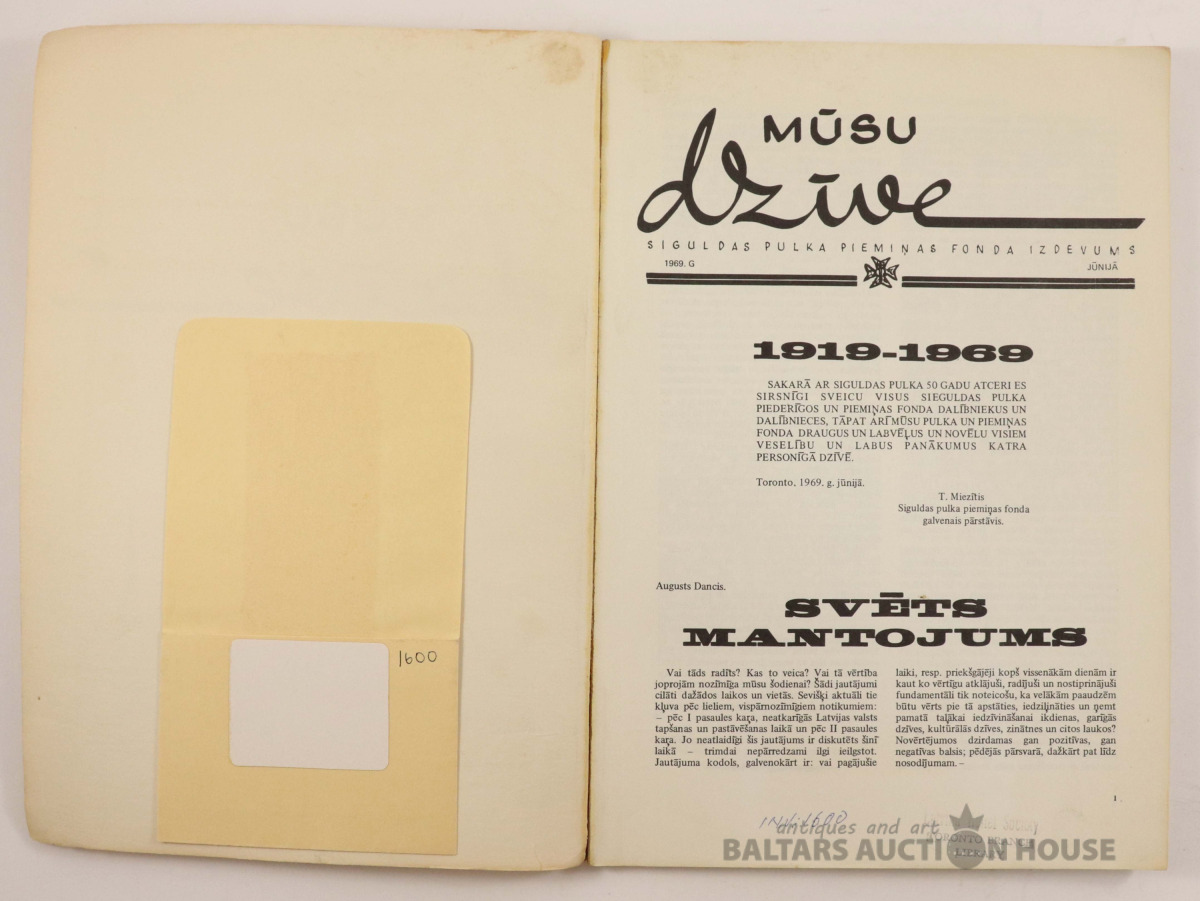 1600
MŪSU
dzīve
SIGULDAS PULKA PIEMIŅAS FONDA IZDEVUMS
1969. G
JŪNIJĀ
1919-1969
SAKARĀ AR SIGULDAS PULKA 50 GADU ATCERI ES
SIRSNĪGI SVEICU VISUS SIEGULDAS PULKA
PIEDERĪGOS UN PIEMIŅAS FONDA DALĪBNIEKUS UN
DALĪBNIECES, TĀPAT ARĪ MŪSU PULKA UN PIEMIŅAS
FONDA DRAUGUS UN LABVĒĻUS UN NOVĒLU VISIEM
VESELĪBU UN LABUS PANĀKUMUS KATRA
PERSONĪGĀ DZĪVĒ.
Toronto, 1969. g. jūnijā.
T. Miezītis
Siguldas pulka piemiņas fonda
galvenais pārstāvis.
Augusts Dancis.
SVĒTS
MANTOJUMS
Vai tāds radīts? Kas to veica? Vai tā vērtība
joprojām nozīmīga mūsu šodienai? Šādi jautājumi
cilāti dažādos laikos un vietās. Sevišķi aktuāli tie
kļuva pēc lieliem, vispārnozīmīgiem notikumiem:
– pēc I pasaules kaŗa, neatkarīgās Latvijas valsts
tapšanas un pastāvēšanas laikā un pēc II pasaules
kaŗa. Jo neatlaidīgi šis jautājums ir diskutēts šinī
laikā – trimdai nepārredzami ilgi ieilgstot.
Jautājuma kodols, galvenokārt ir: vai pagājušie
laiki, resp. priekšgājēji kopš vissenākām dienām ir
kaut ko vērtīgu atklājuši, radījuši un nostiprinājuši
fundamentāli tik noteicošu, ka vēlākām paaudzēm
būtu vērts pie tā apstāties, iedziļināties un ņemt
pamatā taļākai iedzīvināšanai ikdienas, garīgās
dzīves, kultūrālās dzīves, zinātnes un citos laukos?
Novērtējumos dzirdamas gan pozitīvas, gan
negatīvas balsis; pēdējās pārsvarā, dažkārt pat līdz
nosodījumam. –
1
antiques and art
BALTARS AUCTION HOUSE
TORONTO BRANCH
LIBRARY